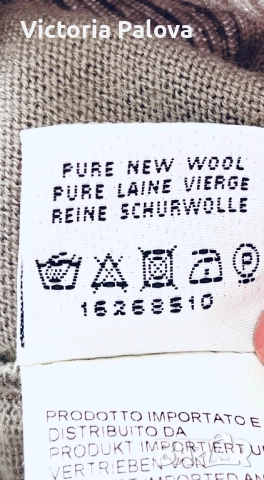 Victoria Palova
PURE NEW WOOL
PURE LAINE VIERGE
REINE SCHURWOLLE
P
16268510
PRODOTTO IMPORTATO E
DISTRIBUITO DA
PRODUKT IMPORTIERT U
VERTRIEBEN VON